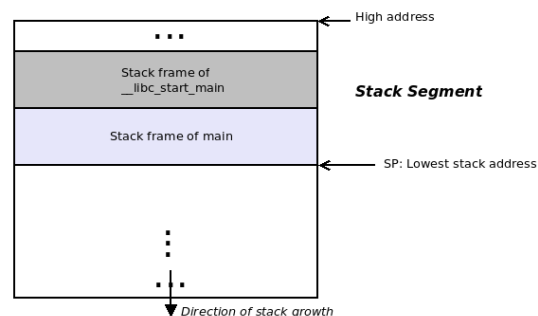 High address
...
Stack frame of
__libc_start_main
Stack Segment
Stack frame of main
SP: Lowest stack address
...
Direction of stack growth